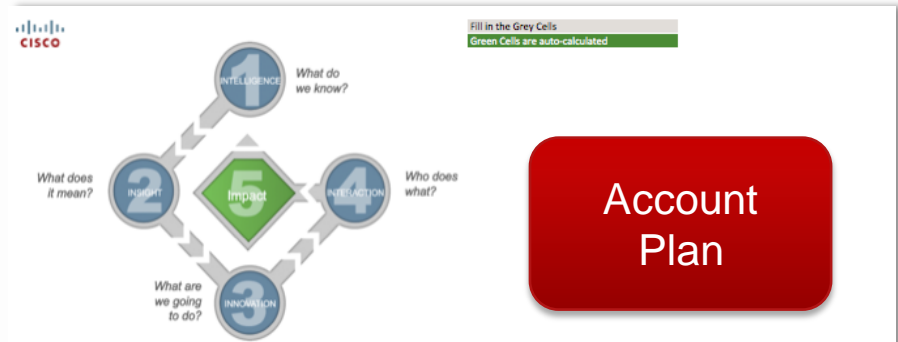 CISCO
Fill in the Grey Cells
Green Cells are auto-calculated
1
INTELLIGENCE
What do
we know?
What does
it mean?
2
INSIGHT
5
Impact
4
INTERACTION
Who does
what?
What are
we going
to do?
3
INNOVATION
Account
Plan